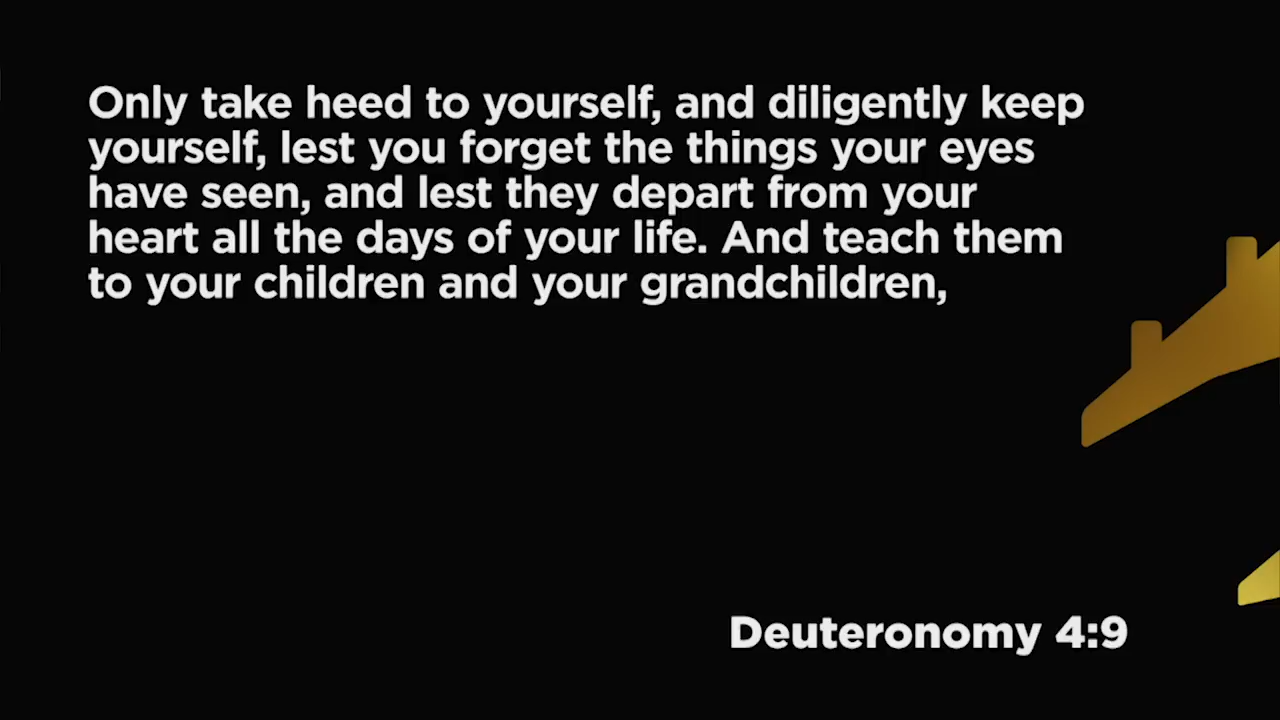 Only take heed to yourself, and diligently keep
yourself, lest you forget the things your eyes
have seen, and lest they depart from your
heart all the days of your life. And teach them
to your children and your grandchildren,
Deuteronomy 4:9